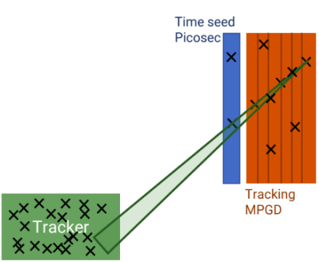 Time seed
Picosec
Tracker
Tracking
MPGD